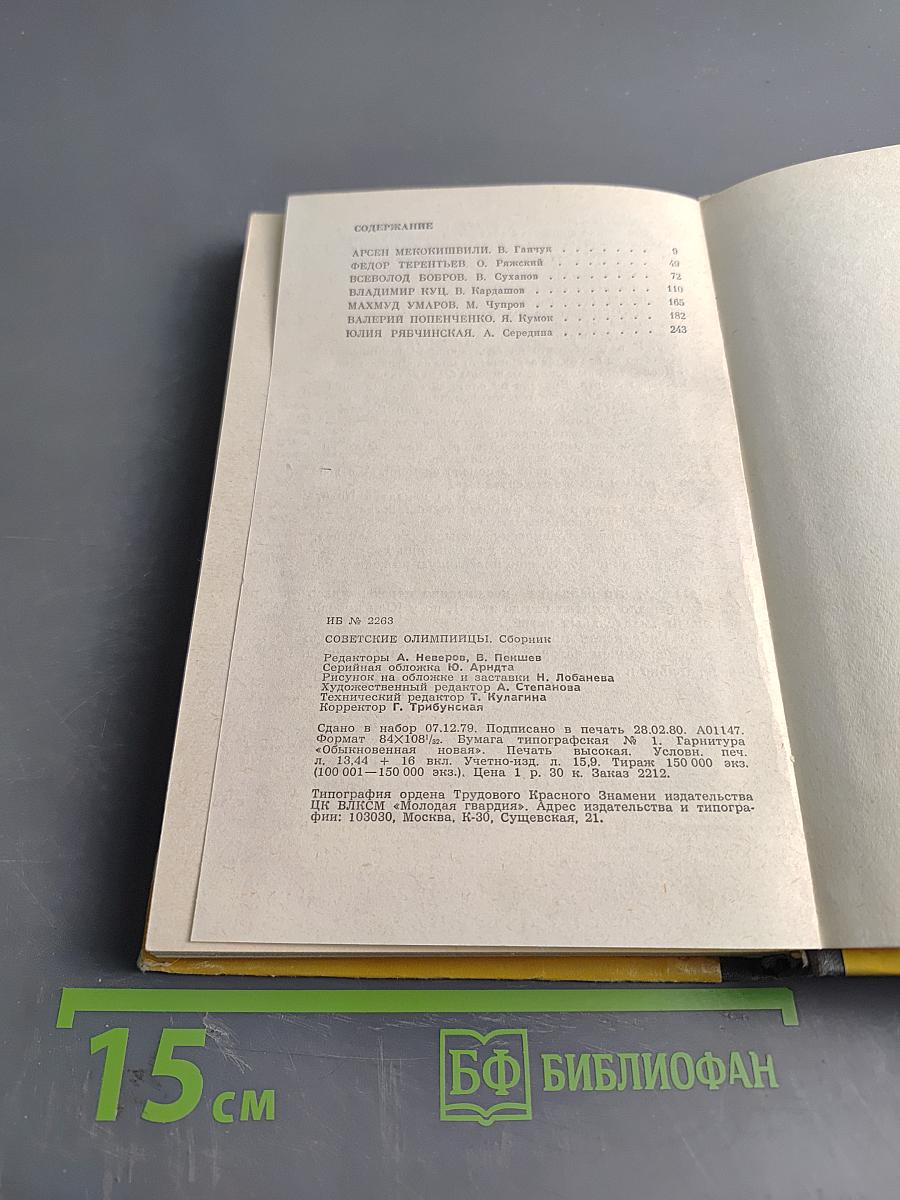 СОДЕРЖАНИЕ
АРСЕН МЕКОКИШВИЛИ. В. Гапчук . . . . . . . 9
ФЕДОР ТЕРЕНТЬЕВ. О. Ряжский . . . . . . . 49
ВСЕВОЛОД БОБРОВ. В. Суханов . . . . . . . 72
ВЛАДИМИР КУЦ. В. Кардашов . . . . . . . . 110
МАХМУД УМАРОВ. М. Чупров . . . . . . . . 165
ВАЛЕРИЙ ПОПЕНЧЕНКО. Я. Кумок . . . . . . . 182
ЮЛИЯ РЯБЧИНСКАЯ. А. Середина . . . . . . . 243
ИБ № 2263
СОВЕТСКИЕ ОЛИМПИЙЦЫ. Сборник
Редакторы А. Неверов, В. Пекшев
Серийная обложка Ю. Арндта
Рисунок на обложке и заставки Н. Лобанева
Художественный редактор А. Степанова
Технический редактор Т. Кулагина
Корректор Г. Трибунская
Сдано в набор 07.12.79. Подписано в печать 28.02.80. А01147.
Формат 84×108¹/₃₂. Бумага типографская № 1. Гарнитура
«Обыкновенная новая». Печать высокая. Условн. печ.
л. 13,44 + 16 вкл. Учетно-изд. л. 15,9. Тираж 150 000 экз.
(100 001—150 000 экз.). Цена 1 р. 30 к. Заказ 2212.
Типография ордена Трудового Красного Знамени издательства
ЦК ВЛКСМ «Молодая гвардия». Адрес издательства и типогра-
фии: 103030, Москва, К-30, Сущевская, 21.
15 см
БФ БИБЛИОФАН